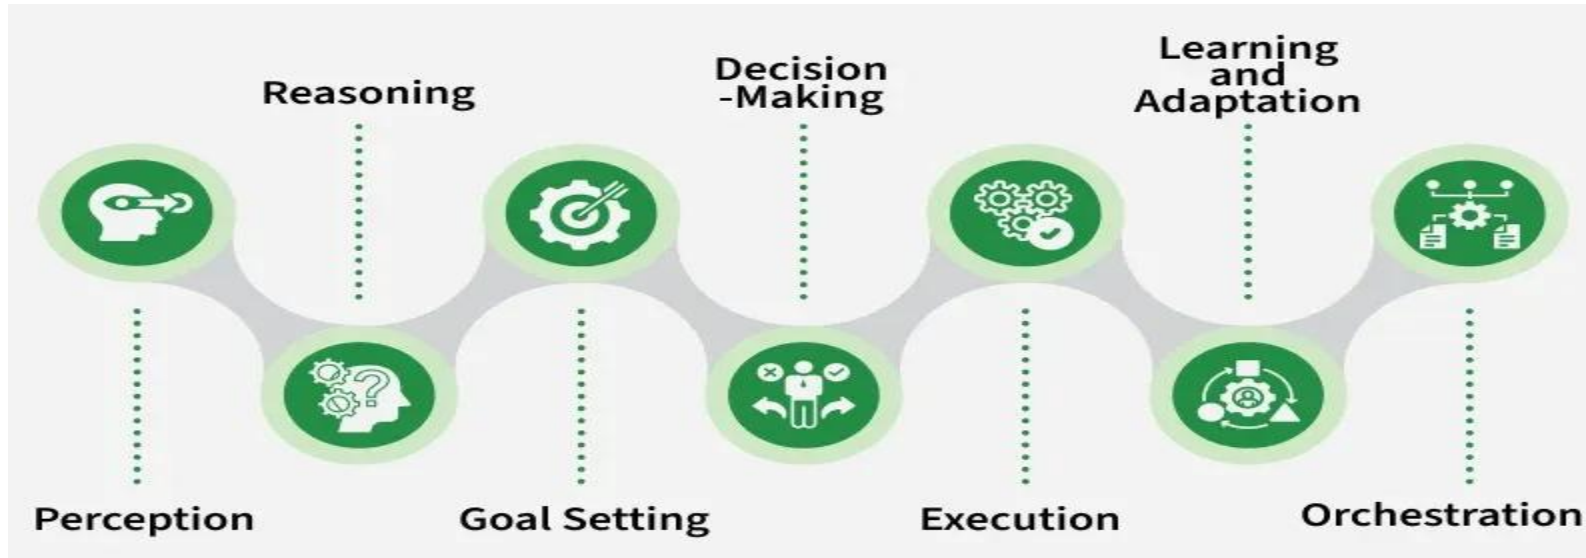 Perception
Reasoning
Goal Setting
Decision
-Making
Execution
Learning
and
Adaptation
Orchestration